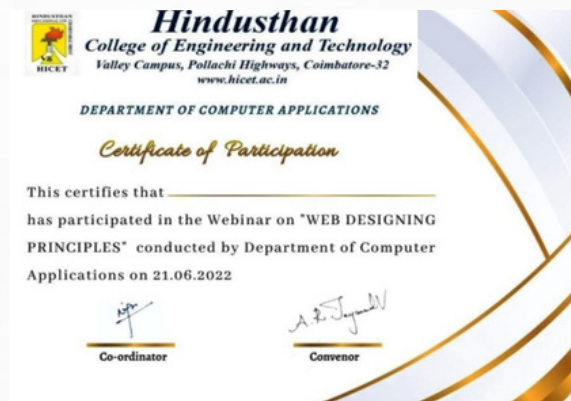 HINDUSTHAN
HICET
Hindusthan
College of Engineering and Technology
Valley Campus, Pollachi Highways, Coimbatore-32
www.hicet.ac.in
DEPARTMENT OF COMPUTER APPLICATIONS
Certificate of Participation
This certifies that
has participated in the Webinar on "WEB DESIGNING
PRINCIPLES" conducted by Department of Computer
Applications on 21.06.2022
Co-ordinator
Convenor